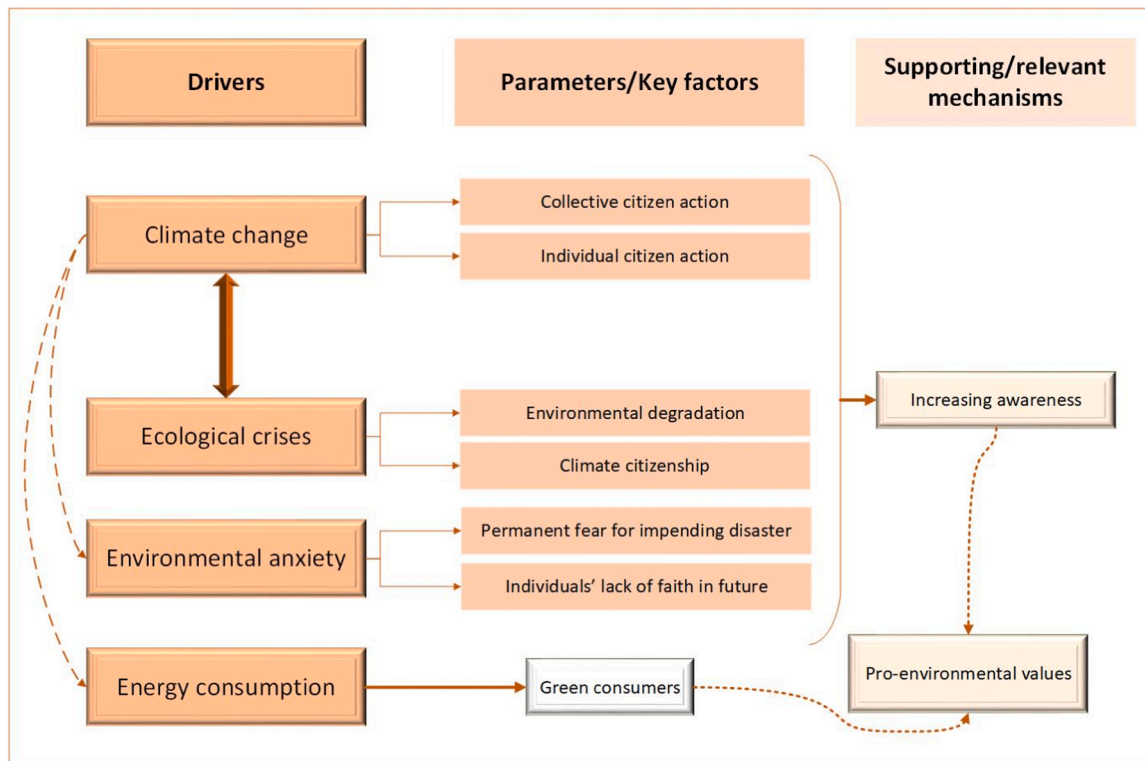 Drivers
Parameters/Key factors
Supporting/relevant
mechanisms
Climate change
Collective citizen action
Individual citizen action
Ecological crises
Environmental degradation
Climate citizenship
Increasing awareness
Environmental anxiety
Permanent fear for impending disaster
Individuals’ lack of faith in future
Energy consumption
Green consumers
Pro-environmental values